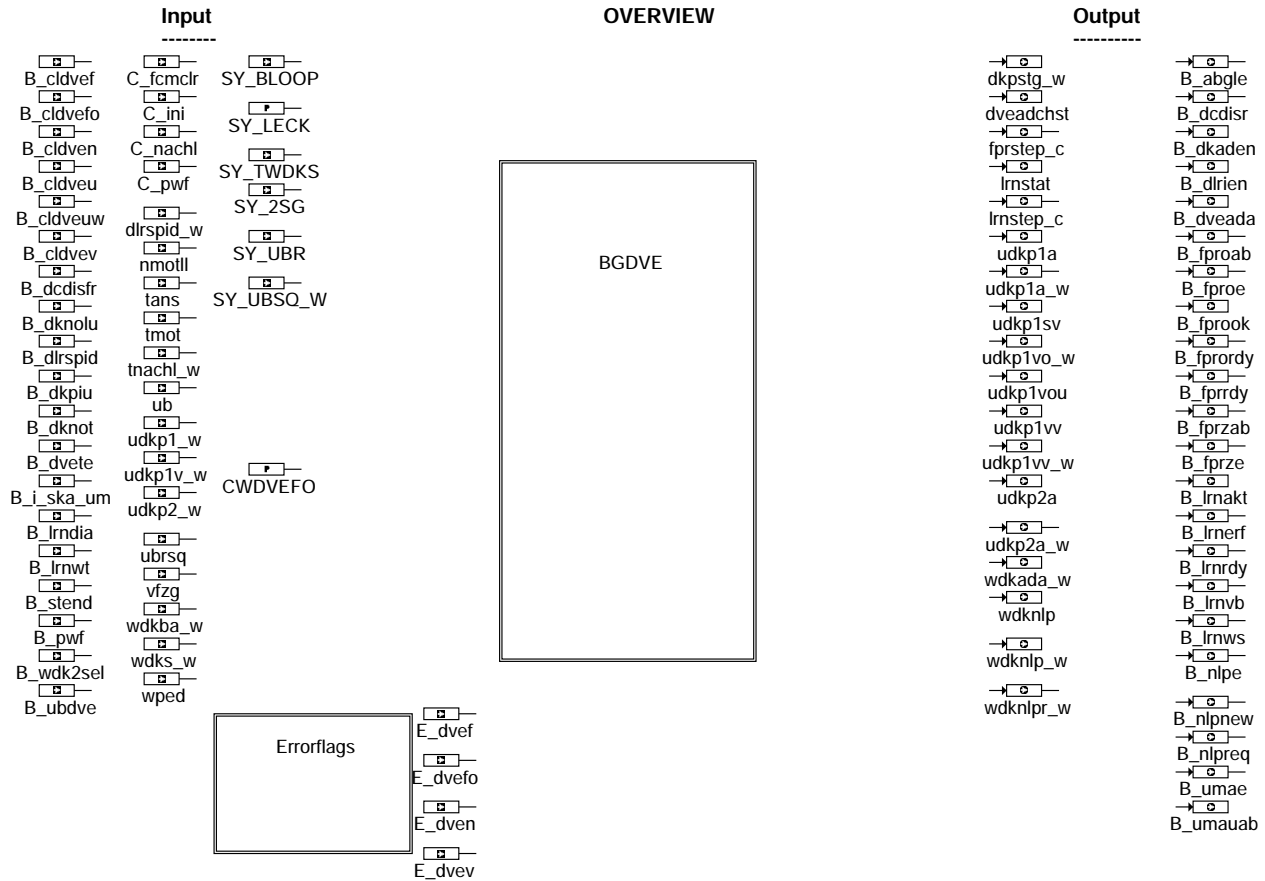 Input
--------
OVERVIEW
Output
----------
B_cldvef
B_cldvefo
B_cldven
B_cldveu
B_cldveuw
B_cldvev
B_dcdisfr
B_dknolu
B_dlrspid
B_dkpiu
B_dknot
B_dvete
B_i_ska_um
B_lrndia
B_lrnwt
B_stend
B_pwf
B_wdk2sel
B_ubdve
C_fcmclr
C_ini
C_nachl
C_pwf
dlrspid_w
nmotll
tans
tmot
tnachl_w
ub
udkp1_w
udkp1v_w
udkp2_w
ubrsq
vfzg
wdkba_w
wdks_w
wped
SY_BLOOP
P
SY_LECK
SY_TWDKS
SY_2SG
SY_UBR
SY_UBSQ_W
P
CWDVEFO
Errorflags
E_dvef
E_dvefo
E_dven
E_dvev
BGDVE
dkpstg_w
dveadchst
fprstep_c
lrnstat
lrnstep_c
udkp1a
udkp1a_w
udkp1sv
udkp1vo_w
udkp1vou
udkp1vv
udkp1vv_w
udkp2a
udkp2a_w
wdkada_w
wdknlp
wdknlp_w
wdknlpr_w
B_abgle
B_dcdisr
B_dkaden
B_dlrien
B_dveada
B_fproab
B_fproe
B_fprook
B_fprordy
B_fprrdy
B_fprzab
B_fprze
B_lrnakt
B_lrnerf
B_lrnrdy
B_lrnvb
B_lrnws
B_nlpe
B_nlpnew
B_nlpreq
B_umae
B_umauab